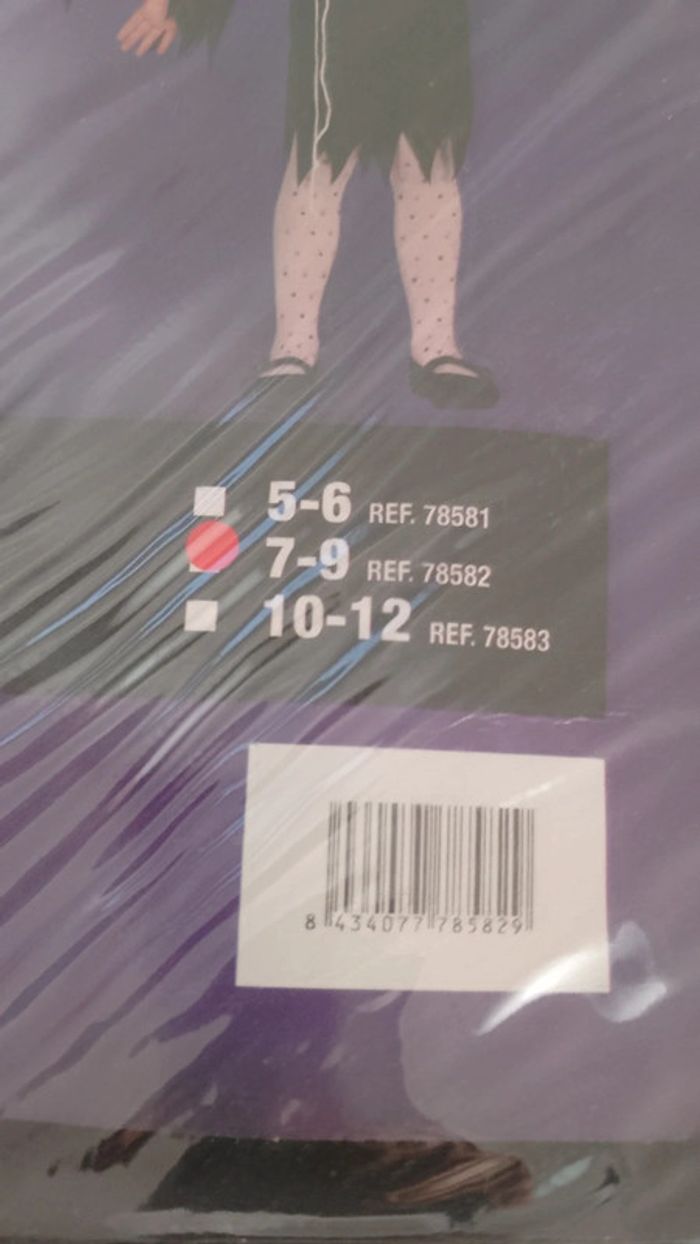 5-6 REF. 78581
7-9 REF. 78582
10-12 REF. 78583
8 434077 785829